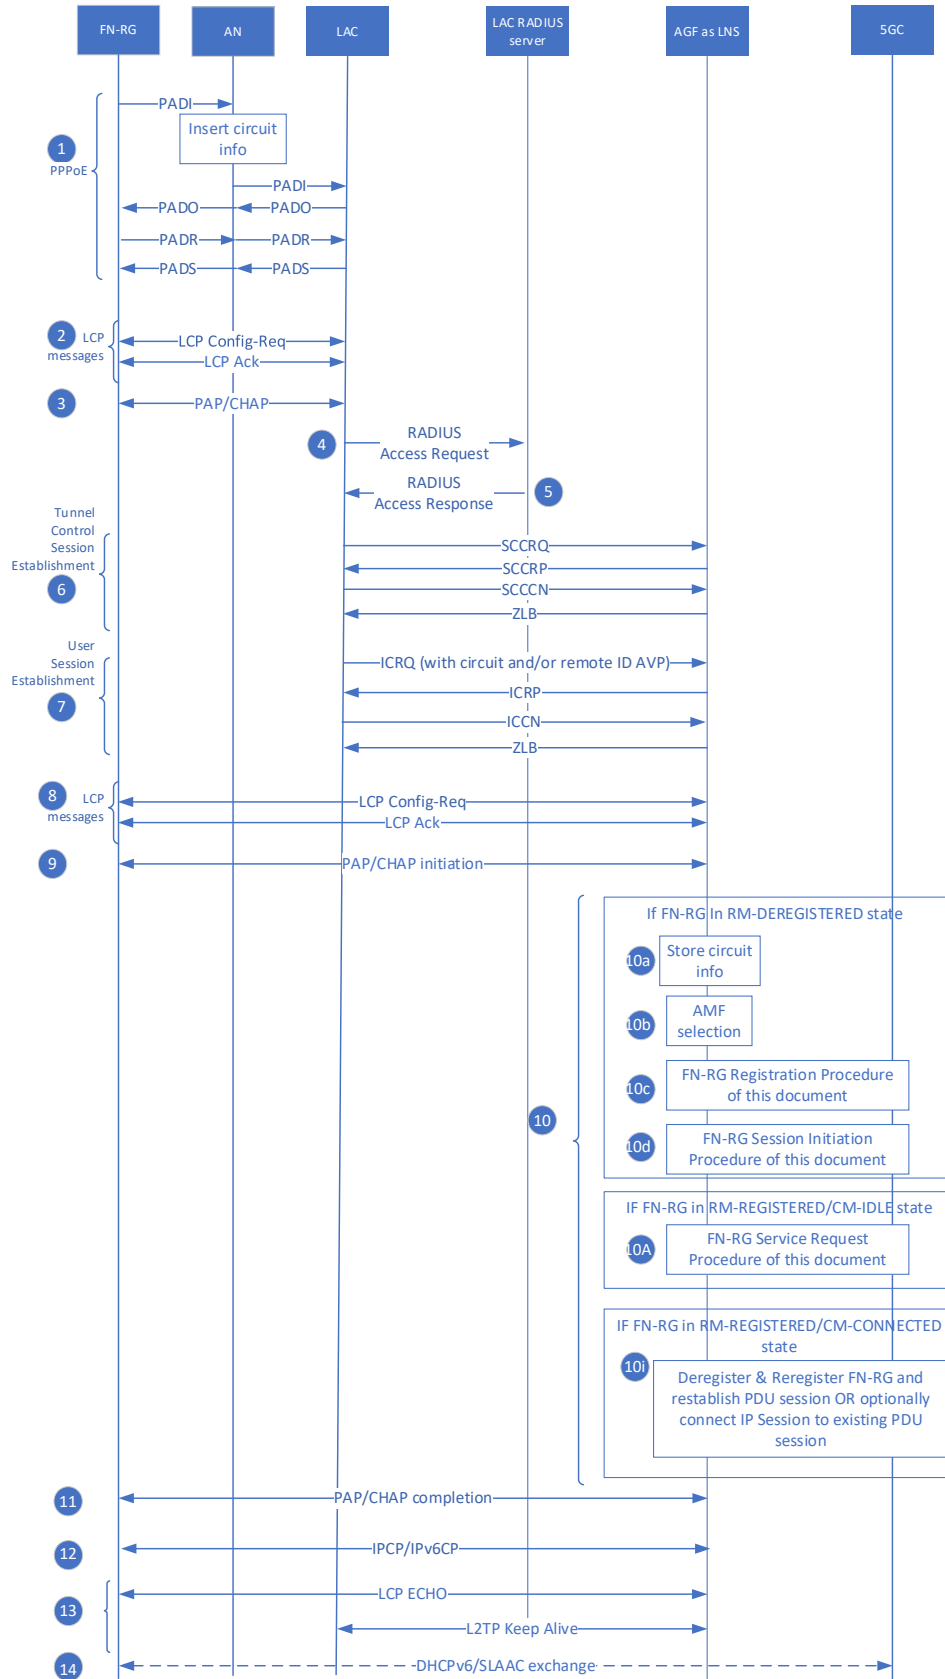 FN-RG
AN
LAC
LAC RADIUS
server
AGF as LNS
5GC
PADI
Insert circuit
info
1
PPPoE
PADI
PADO
PADO
PADR
PADR
PADS
PADS
2
LCP
messages
LCP Config-Req
LCP Ack
3
PAP/CHAP
4
RADIUS
Access Request
RADIUS
Access Response
5
Tunnel
Control
Session
Establishment
6
SCCRQ
SCCRP
SCCCN
ZLB
User
Session
Establishment
7
ICRQ (with circuit and/or remote ID AVP)
ICRP
ICCN
ZLB
8
LCP
messages
LCP Config-Req
LCP Ack
9
PAP/CHAP initiation
10
If FN-RG In RM-DEREGISTERED state
10a
Store circuit
info
10b
AMF
selection
10c
FN-RG Registration Procedure
of this document
10d
FN-RG Session Initiation
Procedure of this document
IF FN-RG in RM-REGISTERED/CM-IDLE state
10A
FN-RG Service Request
Procedure of this document
IF FN-RG in RM-REGISTERED/CM-CONNECTED
state
10i
Deregister & Reregister FN-RG and
restablish PDU session OR optionally
connect IP Session to existing PDU
session
11
PAP/CHAP completion
12
IPCP/IPv6CP
13
LCP ECHO
L2TP Keep Alive
14
DHCPv6/SLAAC exchange